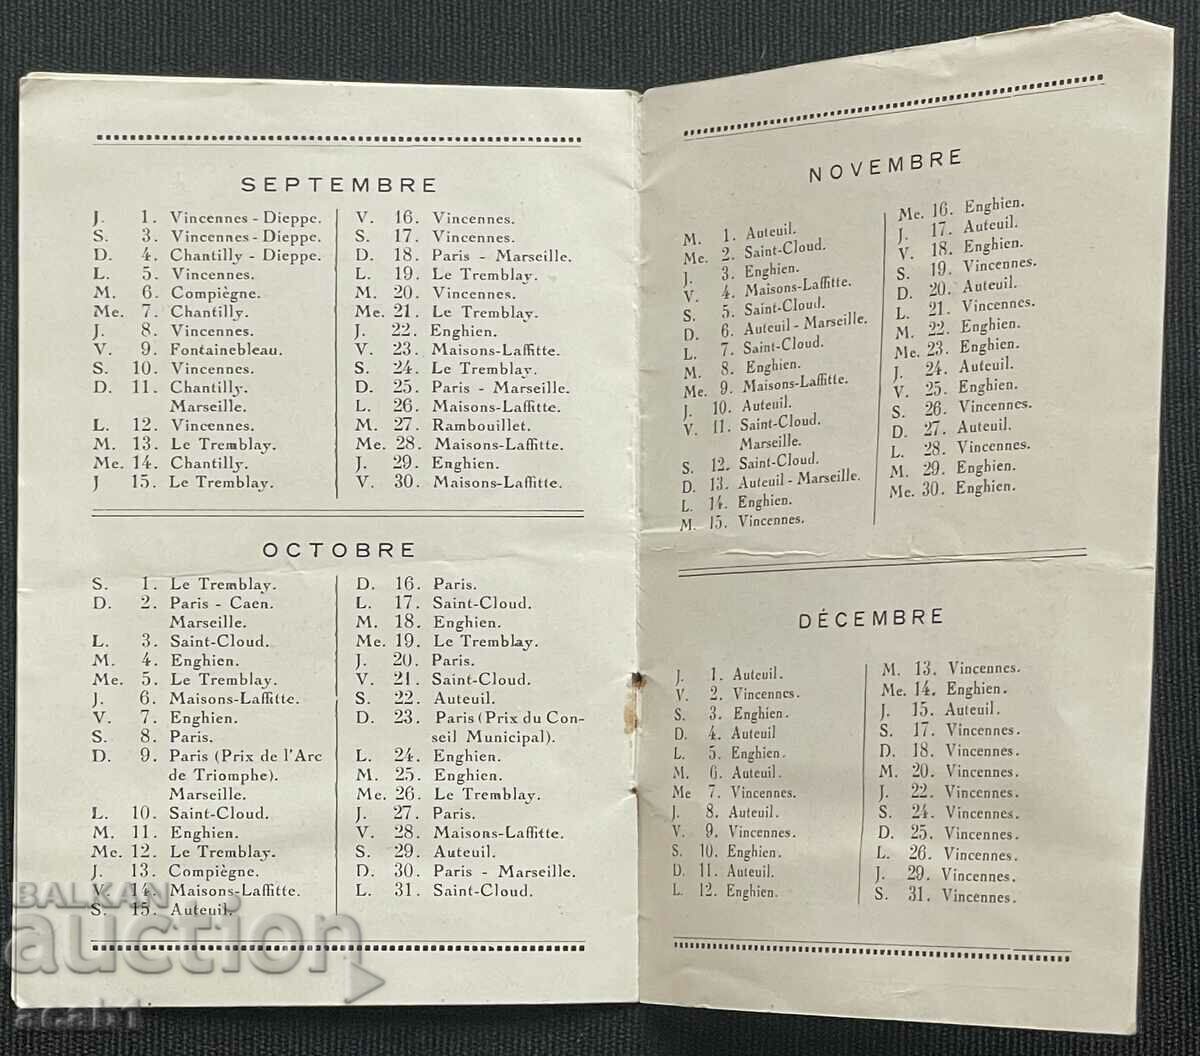 SEPTEMBRE
J. 1. Vincennes - Dieppe.
S. 3. Vincennes - Dieppe.
D. 4. Chantilly - Dieppe.
L. 5. Vincennes.
M. 6. Compiègne.
Me. 7. Chantilly.
J. 8. Vincennes.
V. 9. Fontainebleau.
S. 10. Vincennes.
D. 11. Chantilly.
Marseille.
L. 12. Vincennes.
M. 13. Le Tremblay.
Me. 14. Chantilly.
J 15. Le Tremblay.
V. 16. Vincennes.
S. 17. Vincennes.
D. 18. Paris - Marseille.
L. 19. Le Tremblay.
M. 20. Vincennes.
Me. 21. Le Tremblay.
J. 22. Enghien.
V. 23. Maisons-Laffitte.
S. 24. Le Tremblay.
D. 25. Paris - Marseille.
L. 26. Maisons-Laffitte.
M. 27. Rambouillet.
Me. 28. Maisons-Laffitte.
J. 29. Enghien.
V. 30. Maisons-Laffitte.
OCTOBRE
S. 1. Le Tremblay.
D. 2. Paris - Caen.
Marseille.
L. 3. Saint-Cloud.
M. 4. Enghien.
Me. 5. Le Tremblay.
J. 6. Maisons-Laffitte.
V. 7. Enghien.
S. 8. Paris.
D. 9. Paris (Prix de l'Arc
de Triomphe).
Marseille.
L. 10. Saint-Cloud.
M. 11. Enghien.
Me. 12. Le Tremblay.
J. 13. Compiègne.
V. 14. Maisons-Laffitte.
S. 15. Auteuil.
D. 16. Paris.
L. 17. Saint-Cloud.
M. 18. Enghien.
Me. 19. Le Tremblay.
J. 20. Paris.
V. 21. Saint-Cloud.
S. 22. Auteuil.
D. 23. Paris (Prix du Con-
seil Municipal).
L. 24. Enghien.
M. 25. Enghien.
Me. 26. Le Tremblay.
J. 27. Paris.
V. 28. Maisons-Laffitte.
S. 29. Auteuil.
D. 30. Paris - Marseille.
L. 31. Saint-Cloud.
NOVEMBRE
M. 1. Auteuil.
Me. 2. Saint-Cloud.
J. 3. Enghien.
V. 4. Maisons-Laffitte.
S. 5. Saint-Cloud.
D. 6. Auteuil - Marseille.
L. 7. Saint-Cloud.
M. 8. Enghien.
Me. 9. Maisons-Laffitte.
J. 10. Auteuil.
V. 11. Saint-Cloud.
Marseille.
S. 12. Saint-Cloud.
D. 13. Auteuil - Marseille.
L. 14. Enghien.
M. 15. Vincennes.
Me. 16. Enghien.
J. 17. Auteuil.
V. 18. Enghien.
S. 19. Vincennes.
D. 20. Auteuil.
L. 21. Vincennes.
M. 22. Enghien.
Me. 23. Enghien.
J. 24. Auteuil.
V. 25. Enghien.
S. 26. Vincennes.
D. 27. Auteuil.
L. 28. Vincennes.
M. 29. Enghien.
Me. 30. Enghien.
DÉCEMBRE
J. 1. Auteuil.
V. 2. Vincennes.
S. 3. Enghien.
D. 4. Auteuil
L. 5. Enghien.
M. 6. Auteuil.
Me 7. Vincennes.
J. 8. Auteuil.
V. 9. Vincennes.
S. 10. Enghien.
D. 11. Auteuil.
L. 12. Enghien.
M. 13. Vincennes.
Me. 14. Enghien.
J. 15. Auteuil.
S. 17. Vincennes.
D. 18. Vincennes.
M. 20. Vincennes.
J. 22. Vincennes.
S. 24. Vincennes.
D. 25. Vincennes.
L. 26. Vincennes.
J. 29. Vincennes.
S. 31. Vincennes.
BALKAN
auction
acab1